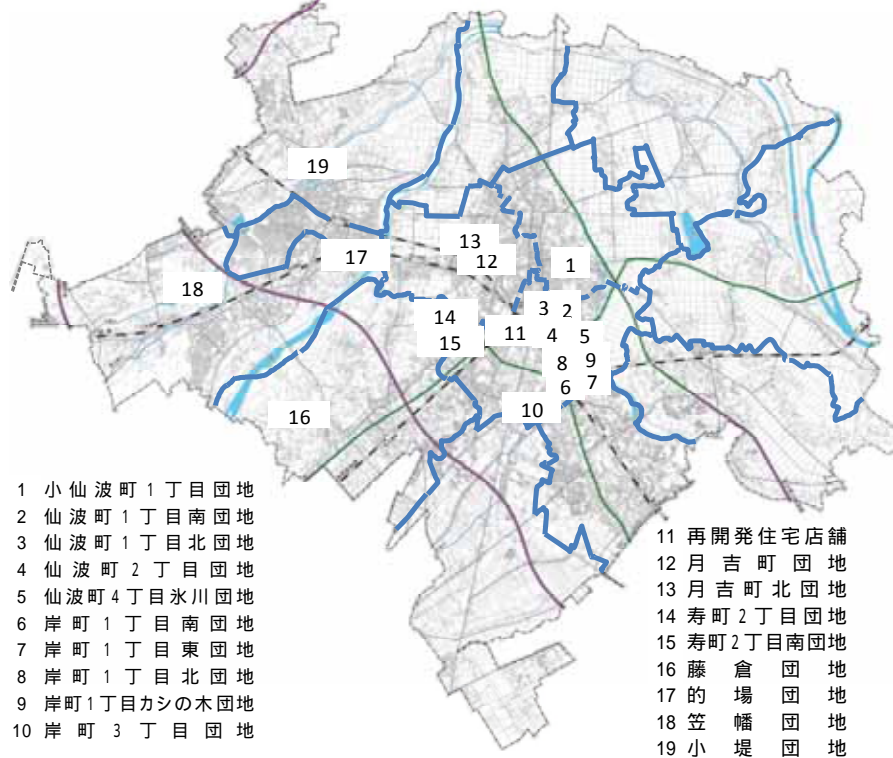 19
13
12
17
1
18
3
2
14
11
4
5
15
8
9
6
7
10
16
1 小仙波町1丁目団地
2 仙波町1丁目南団地
3 仙波町1丁目北団地
4 仙波町2丁目団地
5 仙波町4丁目氷川団地
6 岸町1丁目南団地
7 岸町1丁目東団地
8 岸町1丁目北団地
9 岸町1丁目カシの木団地
10 岸町3丁目団地
11 再開発住宅店舗
12 月吉町団地
13 月吉町北団地
14 寿町2丁目団地
15 寿町2丁目南団地
16 藤倉団地
17 的場団地
18 笠幡団地
19 小堤団地